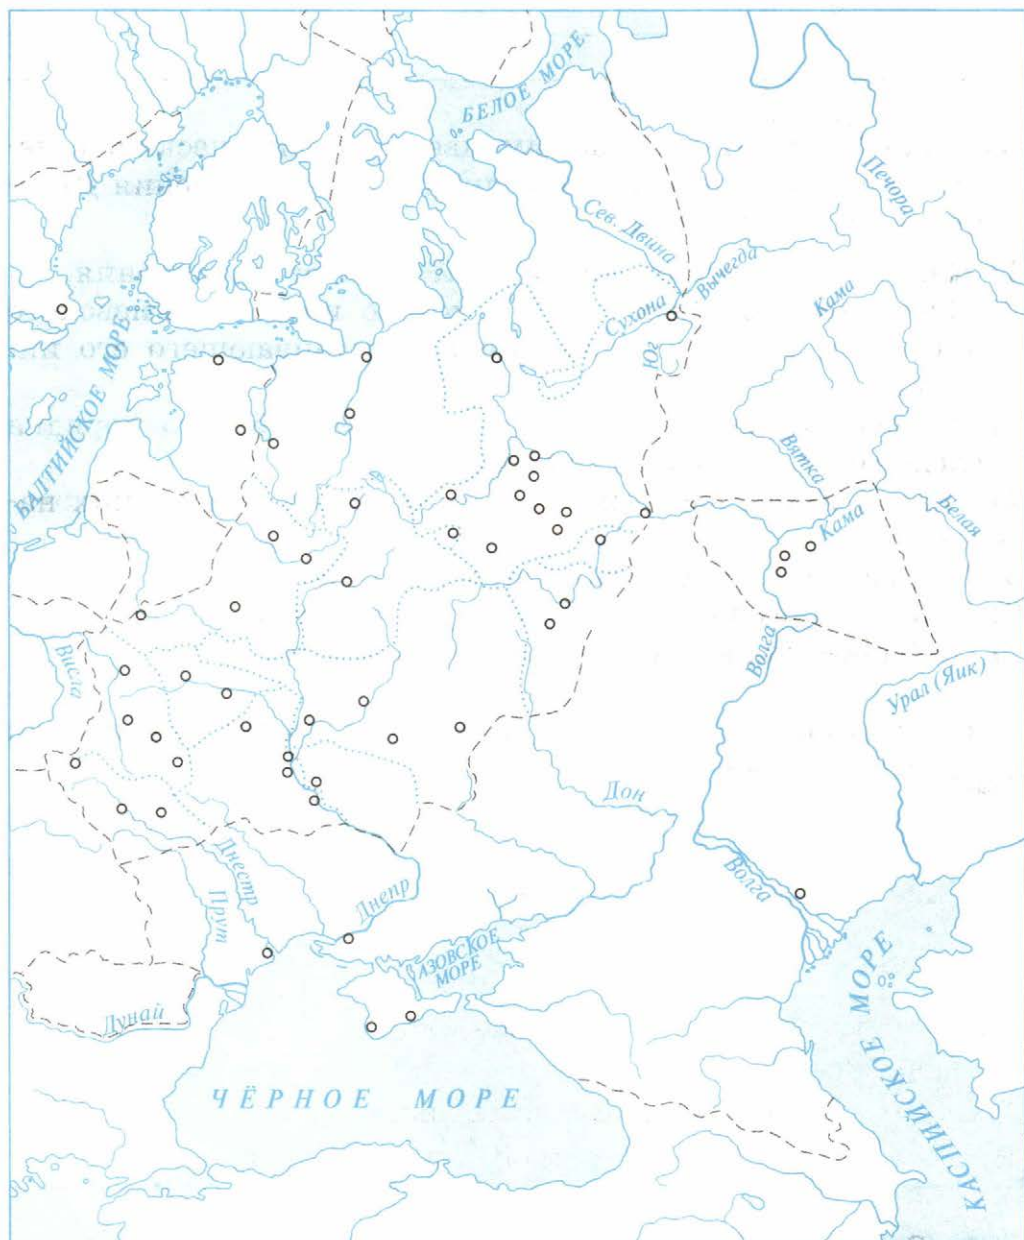 БЕЛОЕ МОРЕ
Печора
Сев. Двина
Вычегда
Сухона
Юг
Кама
БАЛТИЙСКОЕ МОРЕ
Вятка
Кама
Белая
Висла
Волга
Урал (Яик)
Дон
Волга
Днестр
Прут
Днепр
АЗОВСКОЕ
МОРЕ
Дунай
ЧЁРНОЕ МОРЕ
КАСПИЙСКОЕ МОРЕ